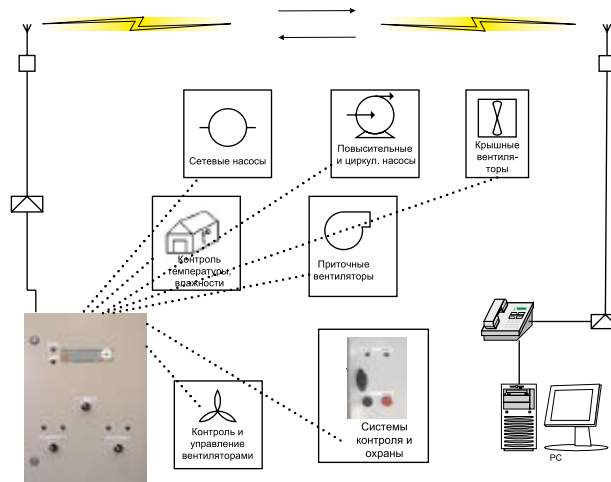 Сетевые насосы
Повысительные
и циркул. насосы
Крышные
вентиля-
торы
Контроль
температуры,
влажности
Приточные
вентиляторы
Контроль и
управление
вентиляторами
Системы
контроля и
охраны
PC